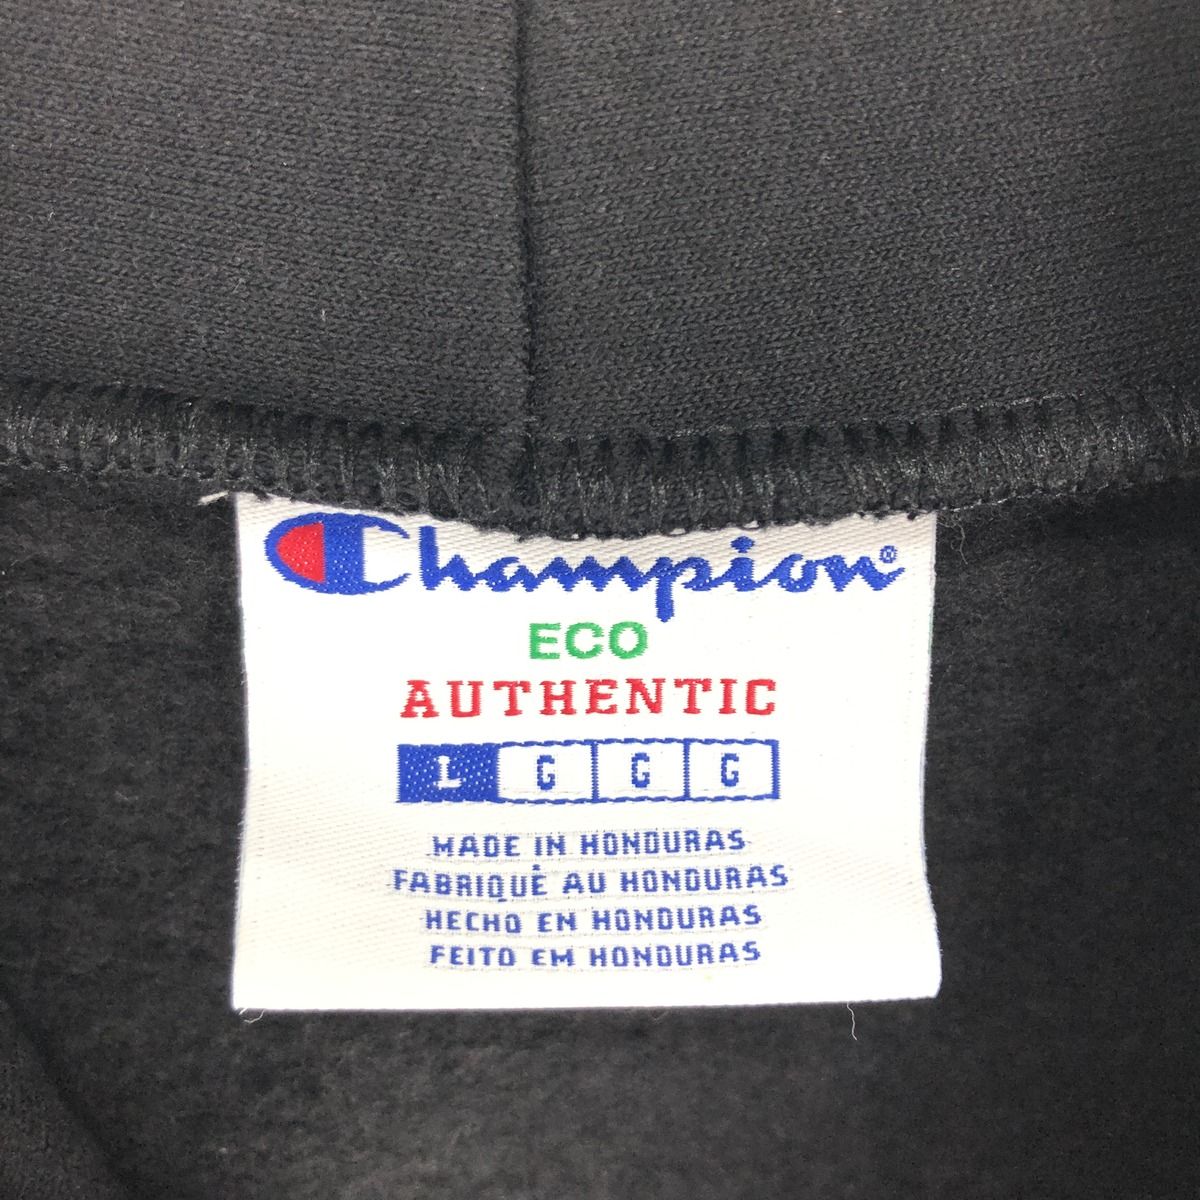 Champion®
ECO
AUTHENTIC
L G G G
MADE IN HONDURAS
FABRIQUÈ AU HONDURAS
HECHO EN HONDURAS
FEITO EM HONDURAS